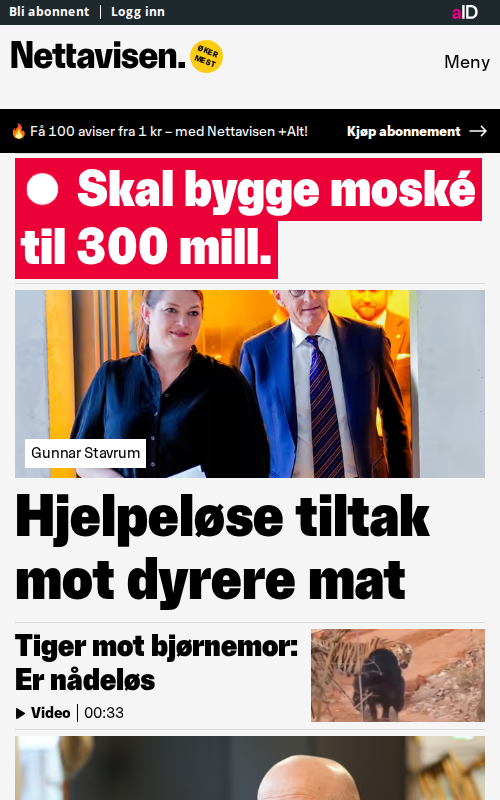 Bli abonnent | Logg inn
aID
Nettavisen.
ØKER
MEST
Meny
🔥 Få 100 aviser fra 1 kr – med Nettavisen +Alt!
Kjøp abonnement →
Skal bygge moské
til 300 mill.
Gunnar Stavrum
Hjelpeløse tiltak
mot dyrere mat
Tiger mot bjørnemor:
Er nådeløs
Video | 00:33